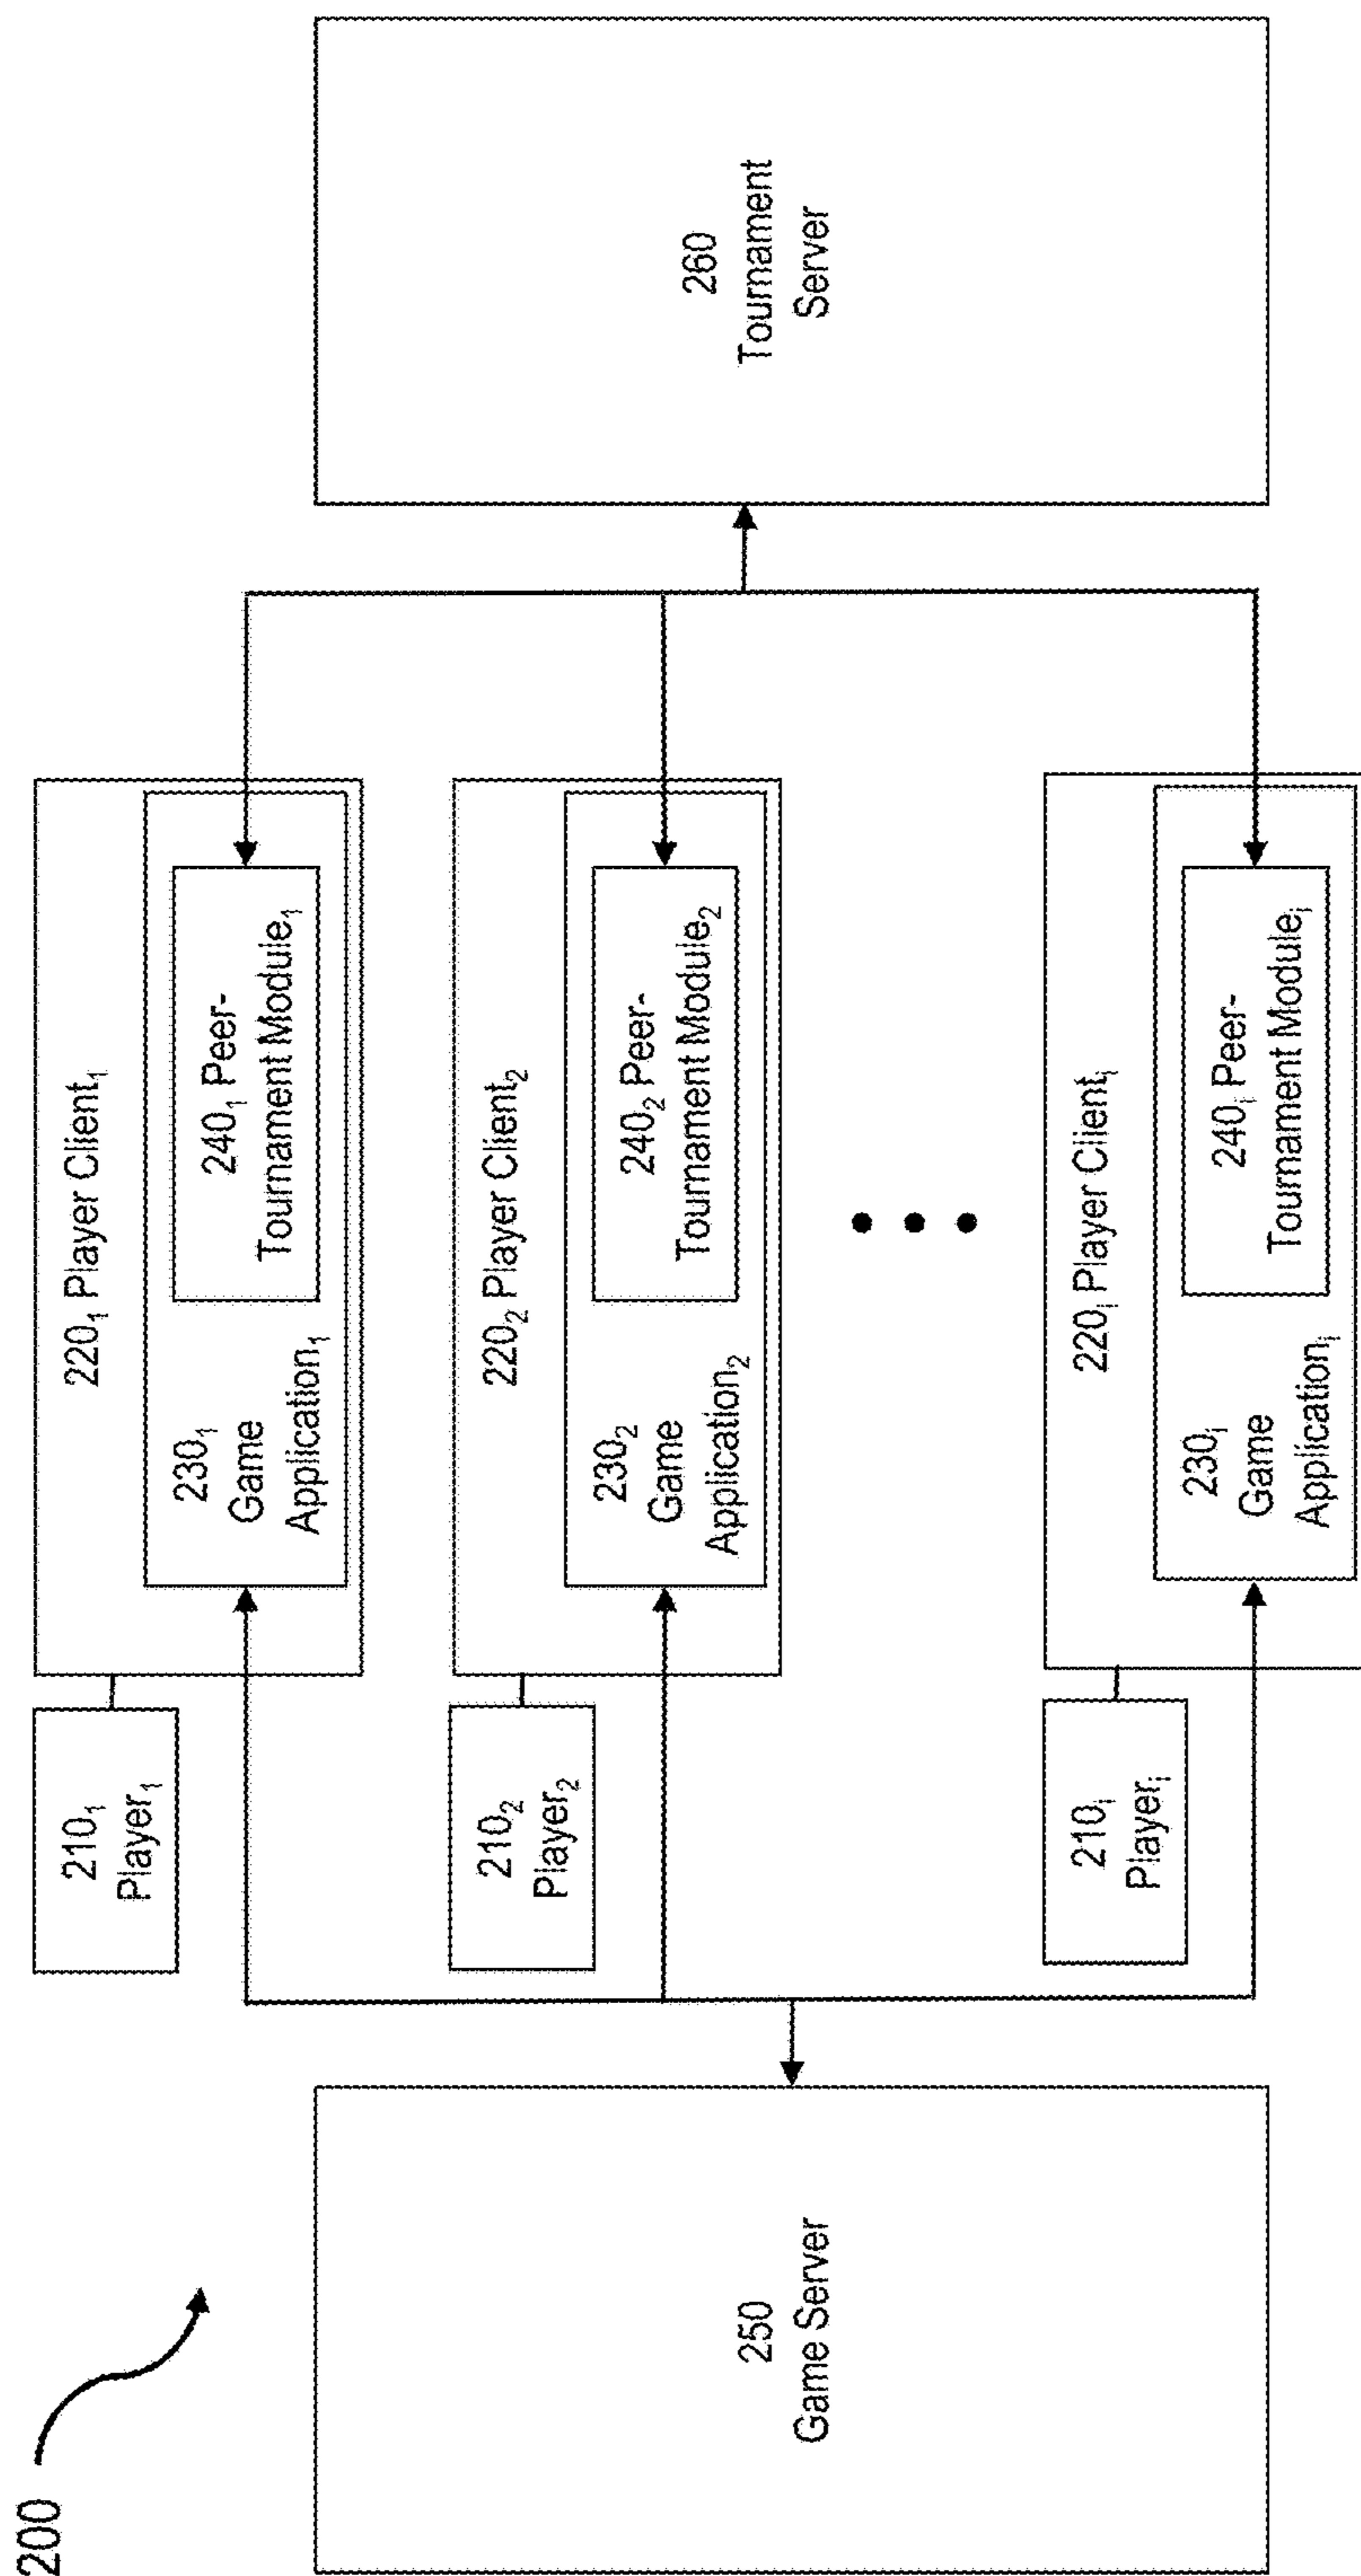 200
250
Game Server
210₁
Player₁
220₁ Player Client₁
230₁
Game
Application₁
240₁ Peer-
Tournament Module₁
210₂
Player₂
220₂ Player Client₂
230₂
Game
Application₂
240₂ Peer-
Tournament Module₂
210ᵢ
Playerᵢ
220ᵢ Player Clientᵢ
230ᵢ
Game
Applicationᵢ
240ᵢ Peer-
Tournament Moduleᵢ
260
Tournament
Server